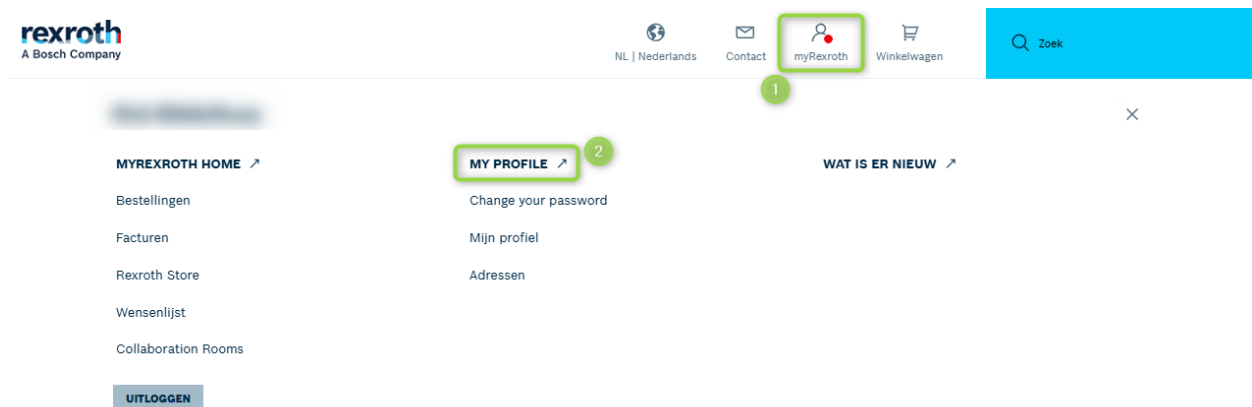 rexroth
A Bosch Company
NL | Nederlands
Contact
myRexroth
Winkelwagen
Zoek
1
MYREXROTH HOME ↗
Bestellingen
Facturen
Rexroth Store
Wensenlijst
Collaboration Rooms
UITLOGGEN
MY PROFILE ↗
2
Change your password
Mijn profiel
Adressen
WAT IS ER NIEUW ↗